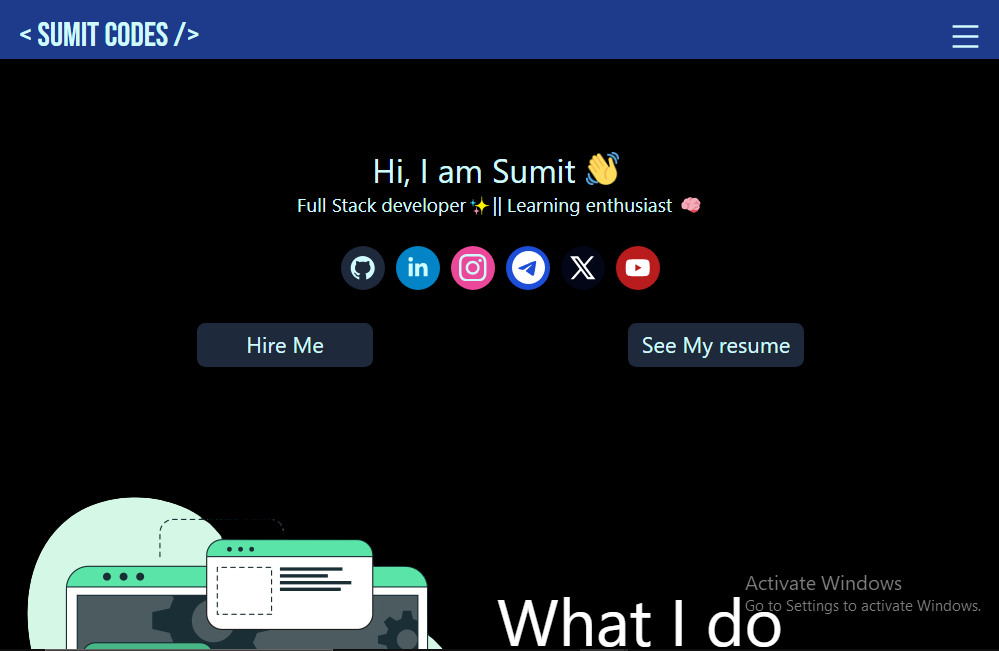 < SUMIT CODES />
Hi, I am Sumit 👋
Full Stack developer✨|| Learning enthusiast 🧠
in
Hire Me
See My resume
Activate Windows
Go to Settings to activate Windows.
What I do